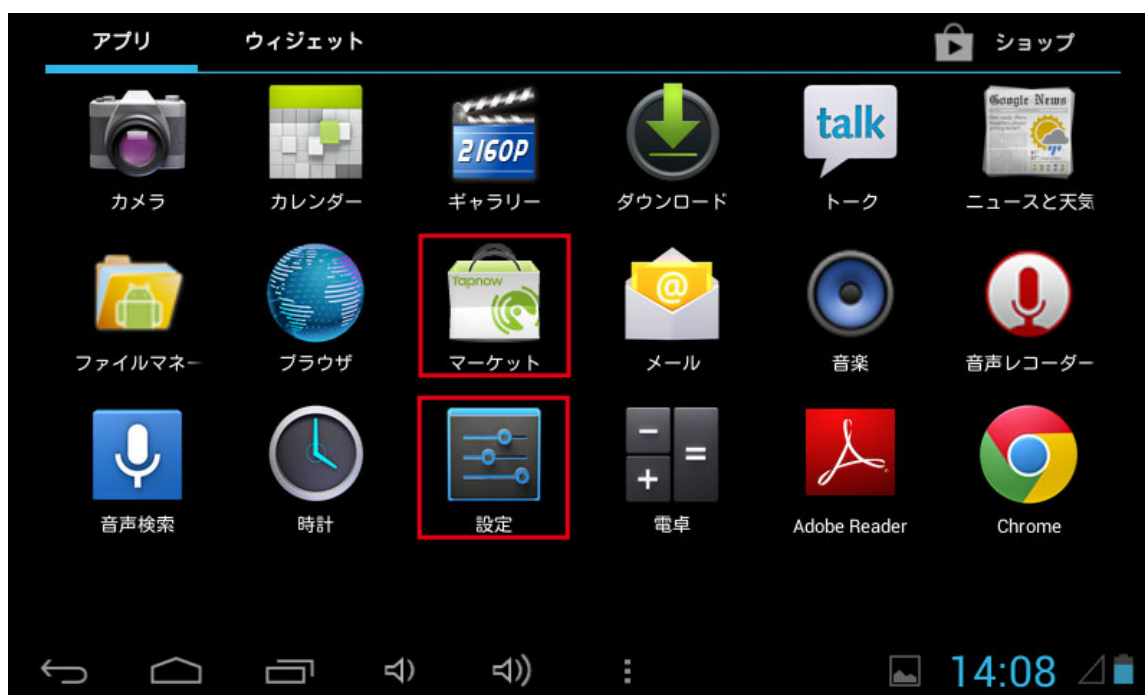 アプリ ウィジェット ショップ
2160P
talk
Google News
カメラ カレンダー ギャラリー ダウンロード トーク ニュースと天気
Tapnow
@
ファイルマネー ブラウザ マーケット メール 音楽 音声レコーダー
音声検索 時計 設定 電卓 Adobe Reader Chrome
14:08